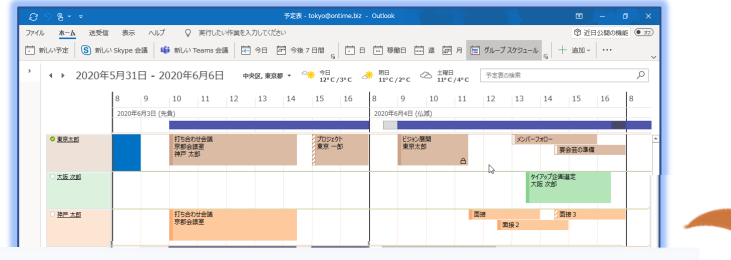 予定表 - tokyo@ontime.biz - Outlook
ファイル ホーム 送受信 表示 ヘルプ 実行したい作業を入力してください 近日公開の機能 オフ
新しい予定 新しい Skype 会議 新しい Teams 会議 今日 今後 7 日間 日 稼働日 週 月 グループ スケジュール 追加
2020年5月31日 - 2020年6月6日 中央区, 東京都 今日 12°C / 3°C 明日 11°C / 2°C 土曜日 11°C / 4°C 予定表の検索
8 9 10 11 12 13 14 15 16 8 9 10 11 12 13 14 15 16 8
2020年6月3日 (先負) 2020年6月4日 (仏滅)
東京太郎 打ち合わせ会議 プロジェクト ビジョン展開 メンバーフォロー
京都会議室 東京 一郎 東京太郎 宴会芸の準備
神戸 太郎
大阪 次郎 タイアップ企画選定
大阪 次郎
神戸 太郎 打ち合わせ会議 面接 面接 3
京都会議室 面接 2